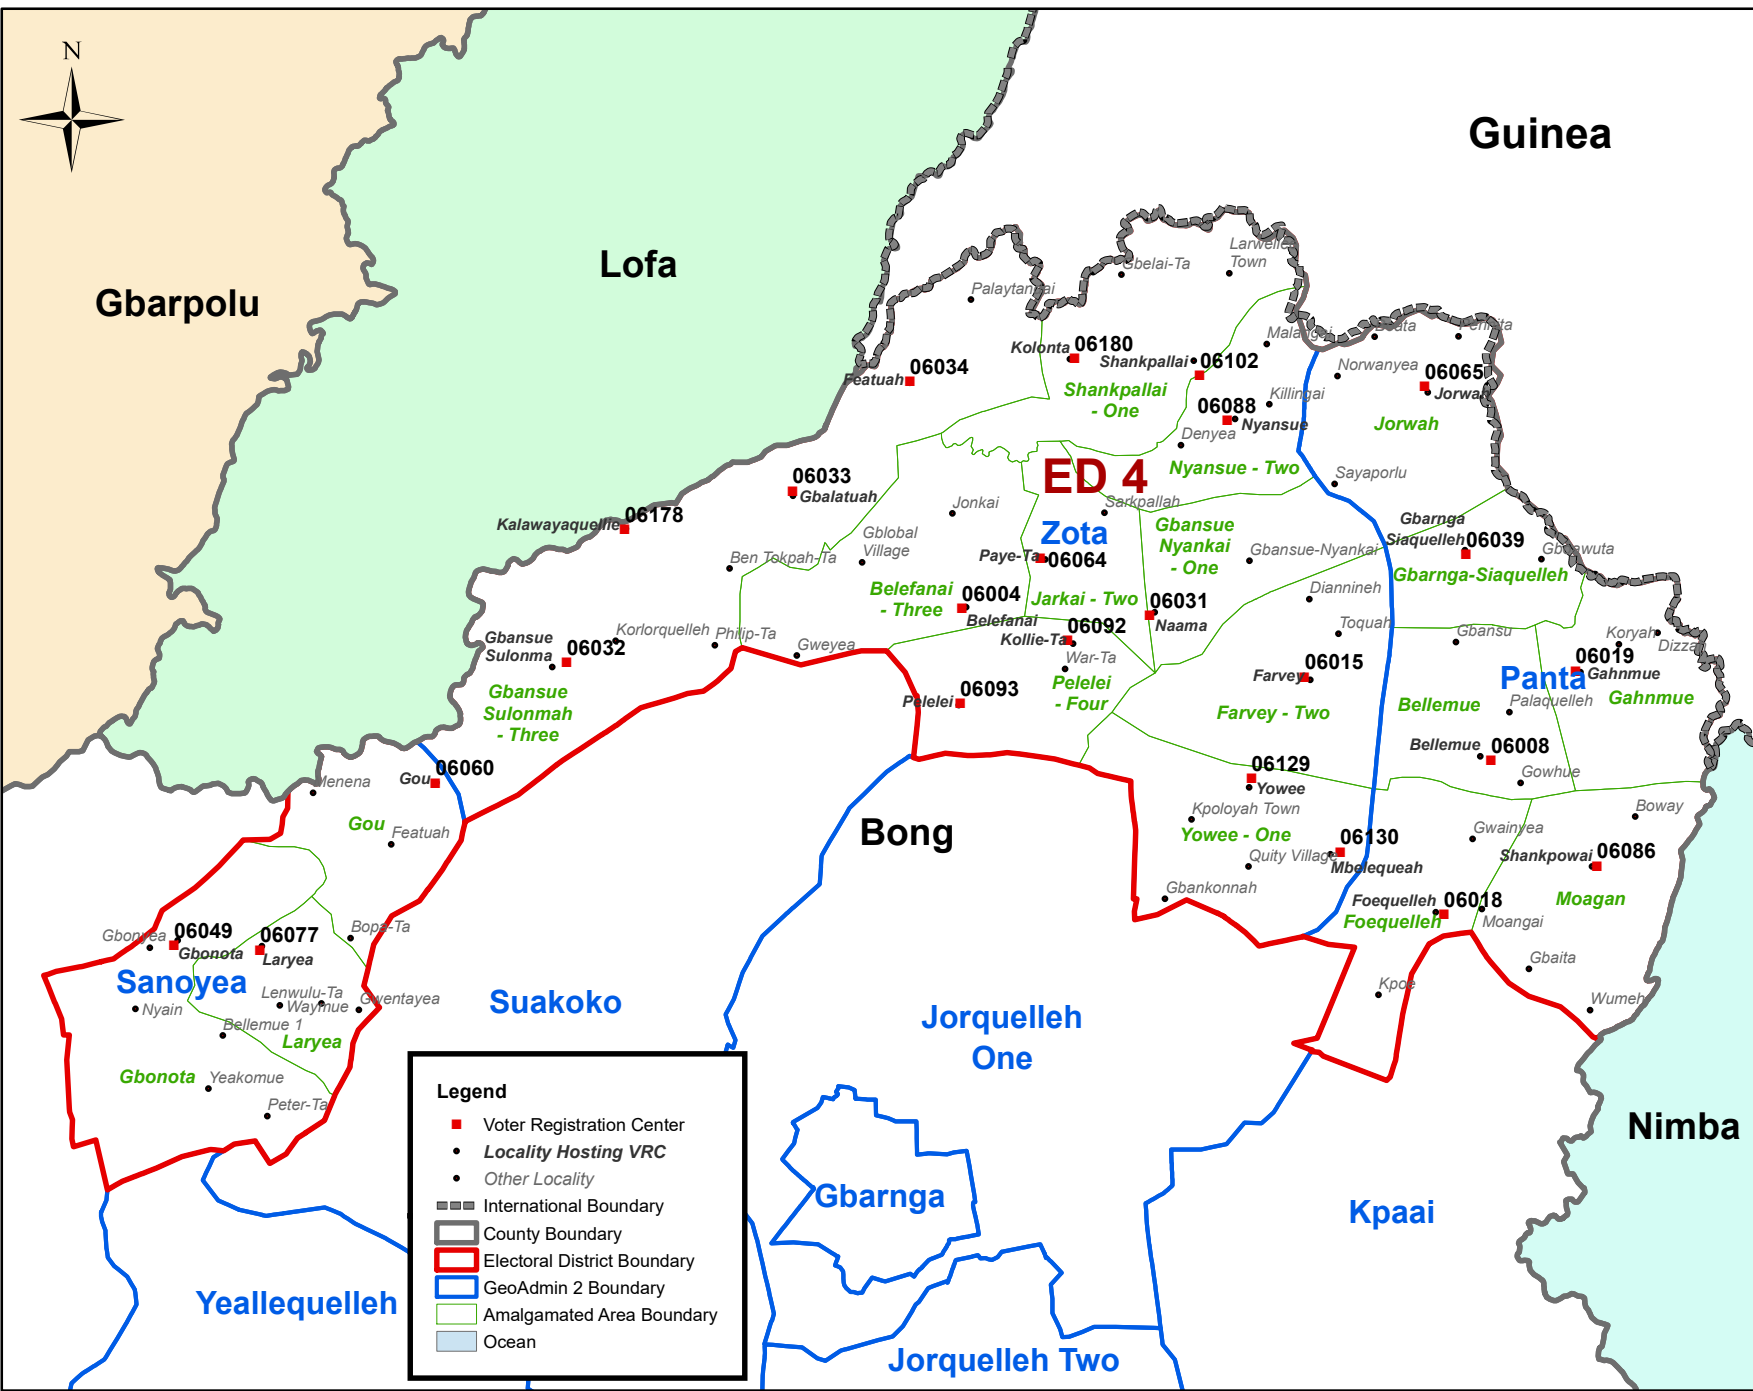 N
Guinea
Lofa
Gbarpolu
Larwellei
Town
Gbelai-Ta
Palaytangai
Malangai
Beata
Norwanyea
Kolonta
06180
Shankpallai
06102
Featuah
06034
06065
Jorwah
Shankpallai
- One
Killingai
06088
Nyansue
Jorwah
Denyea
Nyansue - Two
ED 4
Sayaporlu
06033
Gbalatuah
Jonkai
Sarkpallah
Kalawayaquellie
06178
Zota
Gbansue
Nyankai
- One
Gbarnga
Siaquelleh
06039
Gblobal
Village
Ben Tokpah-Ta
Paye-Ta
06064
Gbansue-Nyankai
Gbarnga-Siaquelleh
Belefanai
- Three
06004
Belefanai
Jarkai - Two
06031
Naama
Diannineh
Toquah
Gbansu
Koryah
Dizzai
Gbansue
Sulonma
06032
Korlorquelleh
Philip-Ta
Gweyea
Kollie-Ta
06092
War-Ta
06019
Gahnmue
Farvey
06015
Panta
Gbansue
Sulonmah
- Three
Pelelei
06093
Pelelei
- Four
Farvey - Two
Bellemue
Palaquelleh
Gahnmue
Bellemue
06008
Gowhue
Gou
06060
Menena
06129
Yowee
Gou
Featuah
Bong
Kpoloyah Town
Yowee - One
Boway
Gwainyea
06130
Mbelequeah
Quity Village
Shankpowai
06086
Gbankonnah
Foequelleh
06018
Foequelleh
Moangai
Moagan
Gbonyea
06049
Gbonota
06077
Laryea
Bopa-Ta
Gbaita
Sanoyea
Kpoe
Wumeh
Nyain
Lenwulu-Ta
Waymue
Gwentayea
Suakoko
Jorquelleh
One
Bellemue 1
Laryea
Gbonota
Yeakomue
Peter-Ta
Nimba
Gbarnga
Kpaai
Yeallequelleh
Jorquelleh Two
Legend
Voter Registration Center
Locality Hosting VRC
Other Locality
International Boundary
County Boundary
Electoral District Boundary
GeoAdmin 2 Boundary
Amalgamated Area Boundary
Ocean